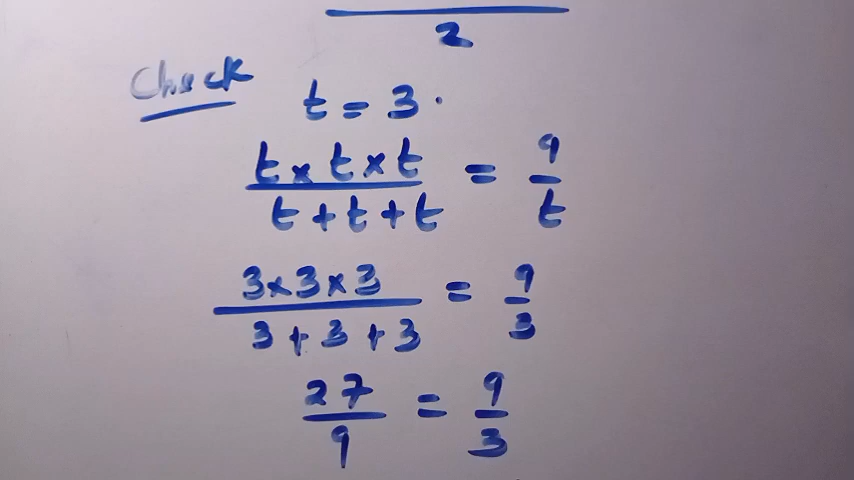 2
Check
t = 3.
t × t × t / t + t + t = 9 / t
3 × 3 × 3 / 3 + 3 + 3 = 9 / 3
27 / 9 = 9 / 3